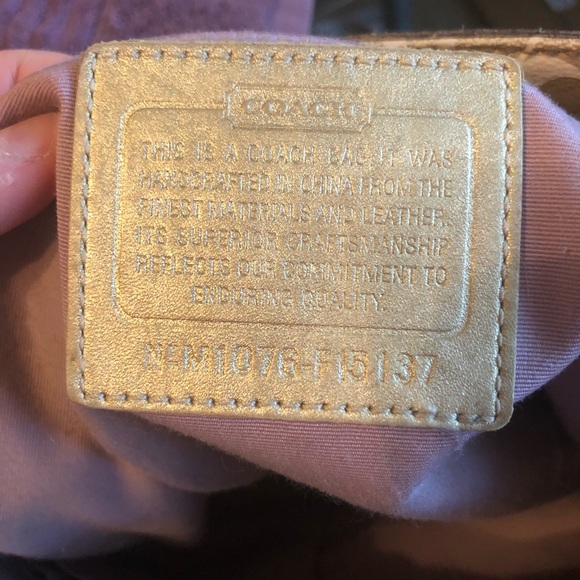 COACH
THIS IS A COACH BAG. IT WAS
HANDCRAFTED IN CHINA FROM THE
FINEST MATERIALS AND LEATHER.
ITS SUPERIOR CRAFTSMANSHIP
REFLECTS OUR COMMITMENT TO
ENDURING QUALITY.
Nº M1076-F15137